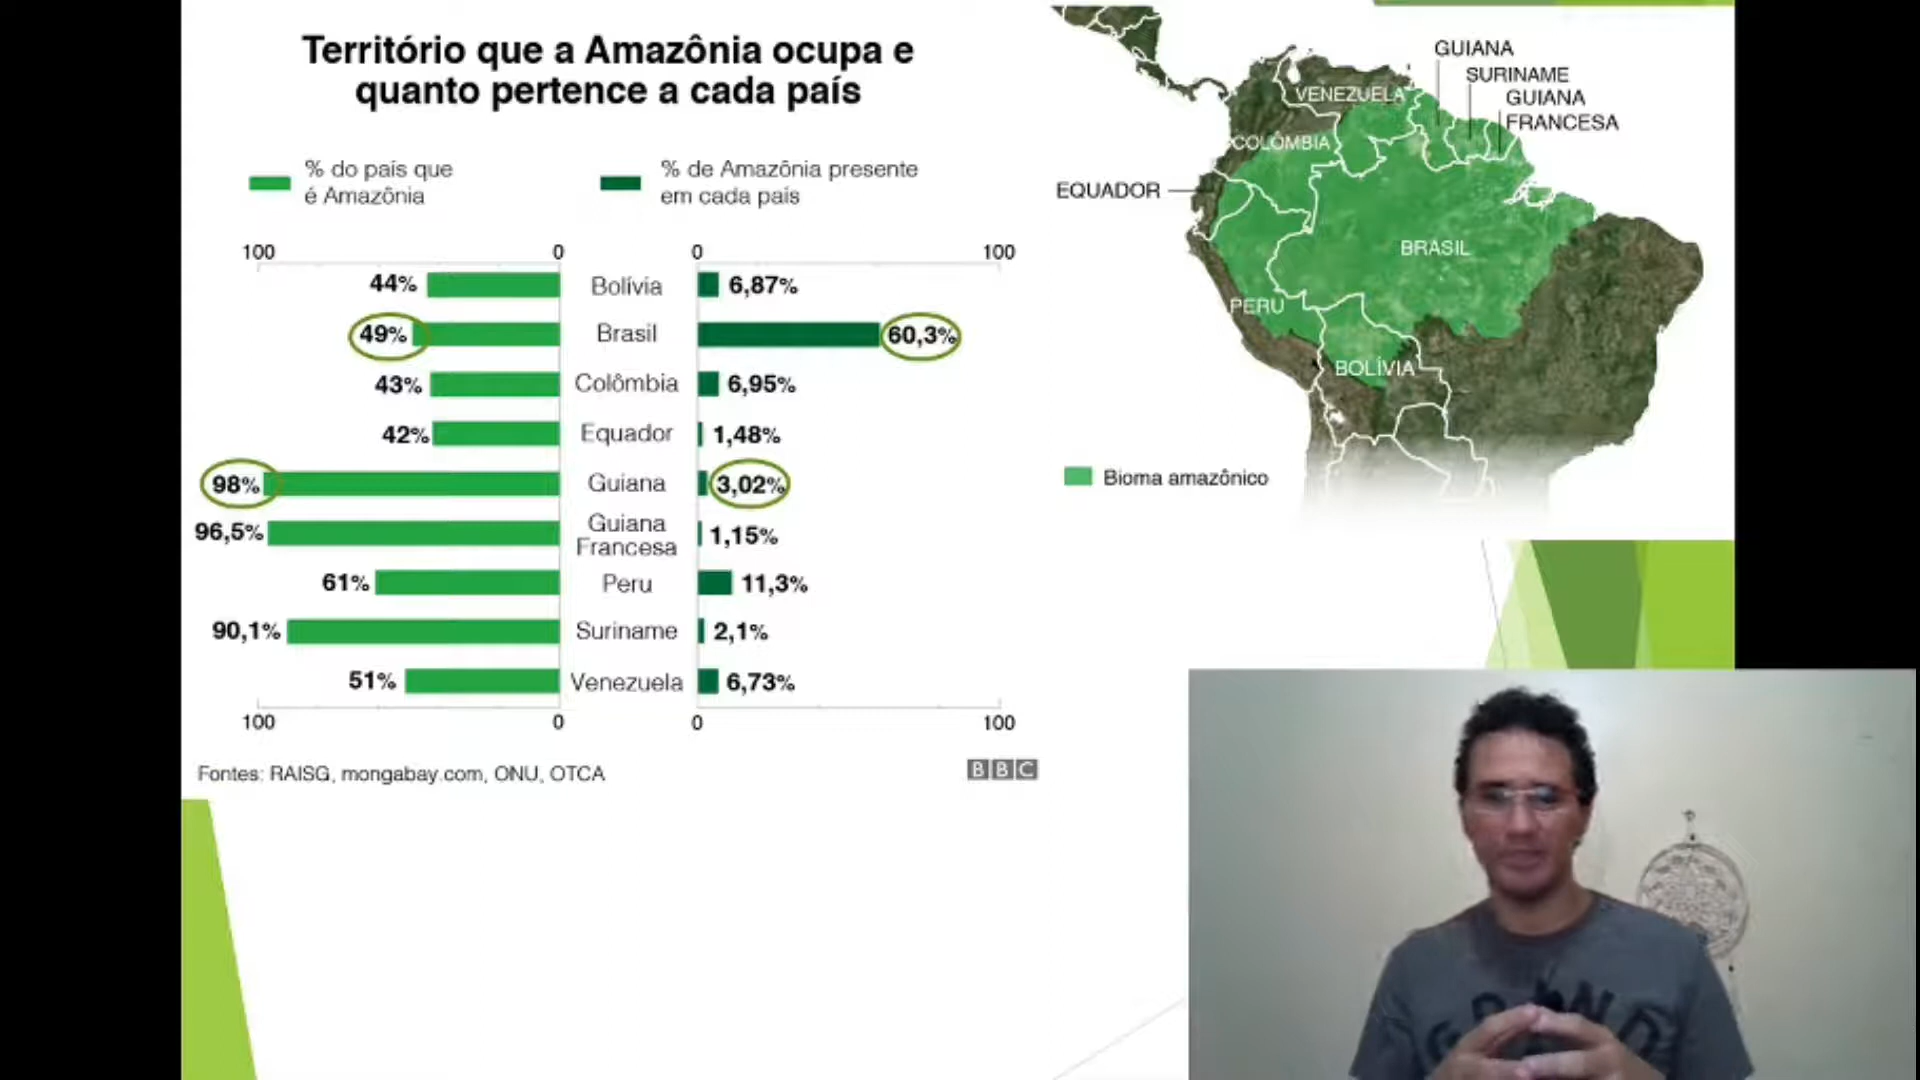 Território que a Amazônia ocupa e
quanto pertence a cada país
% do país que
é Amazônia
% de Amazônia presente
em cada país
100 0 0 100
44% Bolívia 6,87%
49% Brasil 60,3%
43% Colômbia 6,95%
42% Equador 1,48%
98% Guiana 3,02%
96,5% Guiana
Francesa 1,15%
61% Peru 11,3%
90,1% Suriname 2,1%
51% Venezuela 6,73%
100 0 0 100
Fontes: RAISG, mongabay.com, ONU, OTCA
BBC
GUIANA
SURINAME
GUIANA
FRANCESA
VENEZUELA
COLÔMBIA
EQUADOR
BRASIL
PERU
BOLÍVIA
Bioma amazônico